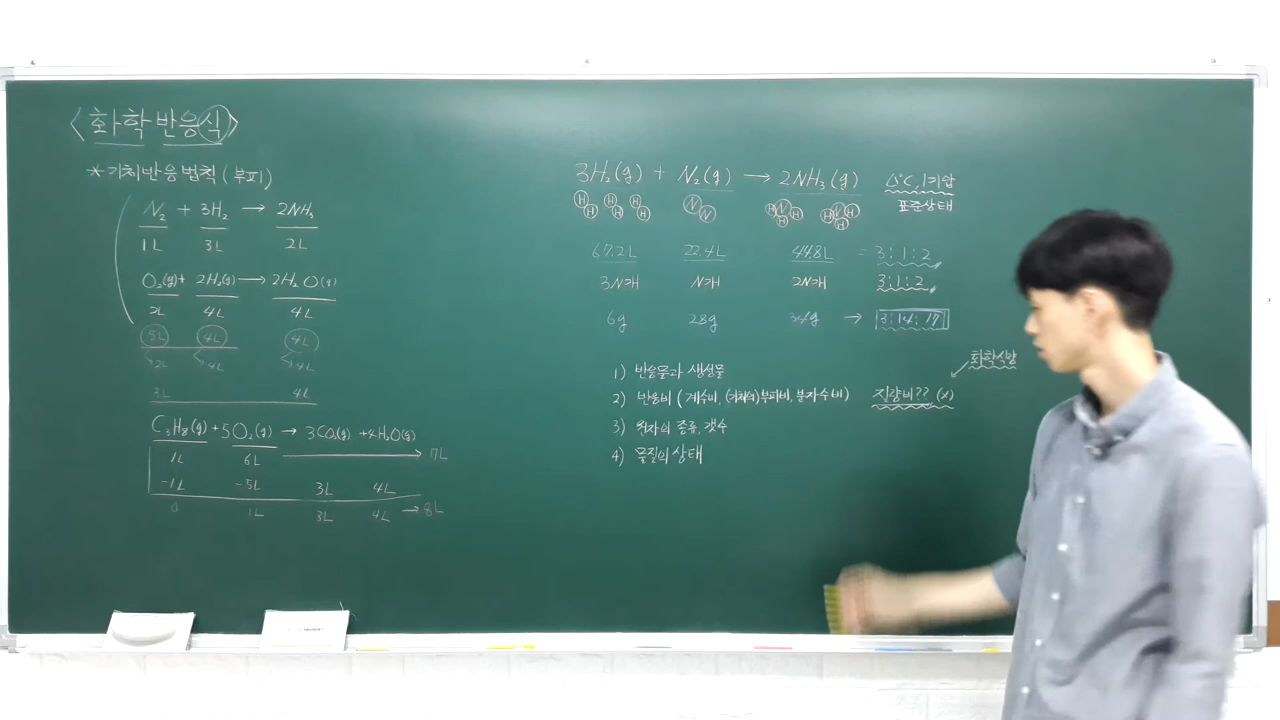 <화학반응식>
*기체반응법칙(부피)
N₂ + 3H₂ → 2NH₃
1L 3L 2L
O₂(g)+ 2H₂(g) → 2H₂O(g)
2L 4L 4L
5L 4L 4L
-2L -4L +4L
3L 4L
C₃H₈(g)+5O₂(g) → 3CO₂(g) +4H₂O(g)
1L 6L 7L
-1L -5L 3L 4L
0 1L 3L 4L → 8L
3H₂(g) + N₂(g) → 2NH₃(g) 0°C, 1기압
표준상태
H H H H H H N N H N H H H N H H
67.2L 22.4L 44.8L = 3:1:2
3N개 N개 2N개 3:1:2
6g 28g 34g → 3:14:17
1) 반응물과 생성물
2) 반응비 (계수비, (기체의)부피비, 분자수비) 질량비?? (x)
화학식량
3) 원자의 종류, 갯수
4) 물질의 상태